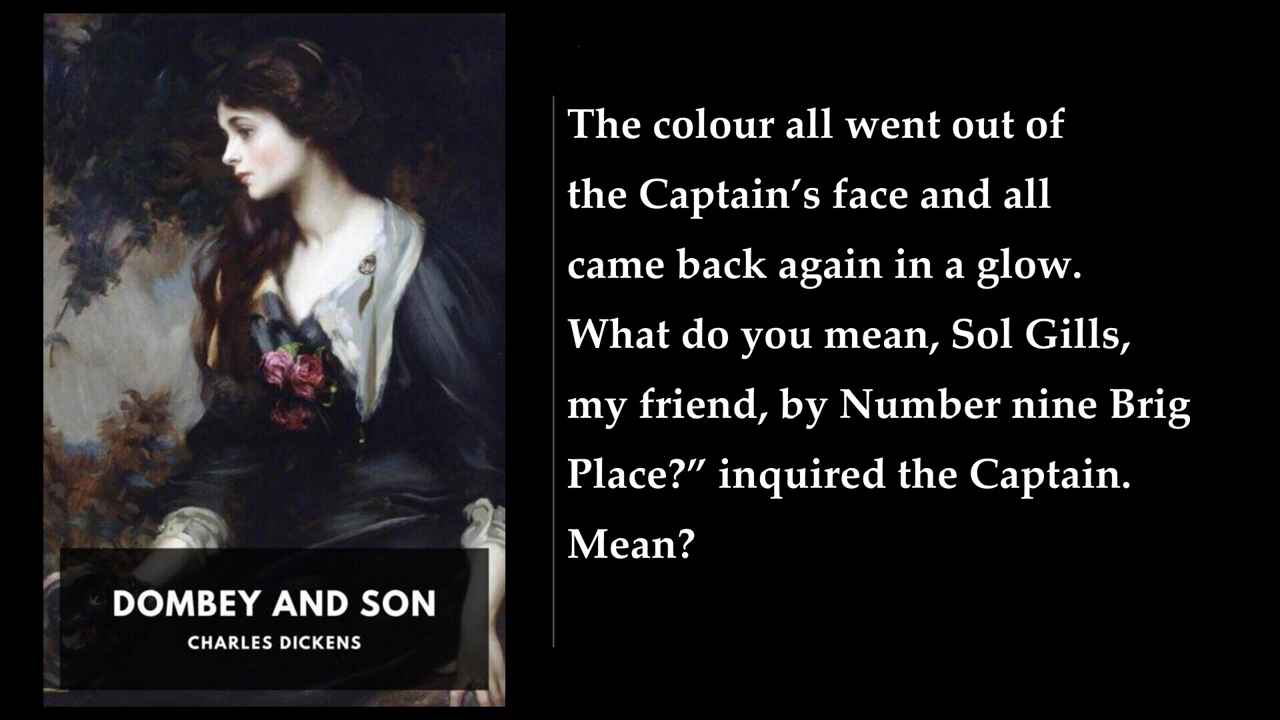 DOMBEY AND SON
CHARLES DICKENS
The colour all went out of
the Captain’s face and all
came back again in a glow.
What do you mean, Sol Gills,
my friend, by Number nine Brig
Place?” inquired the Captain.
Mean?